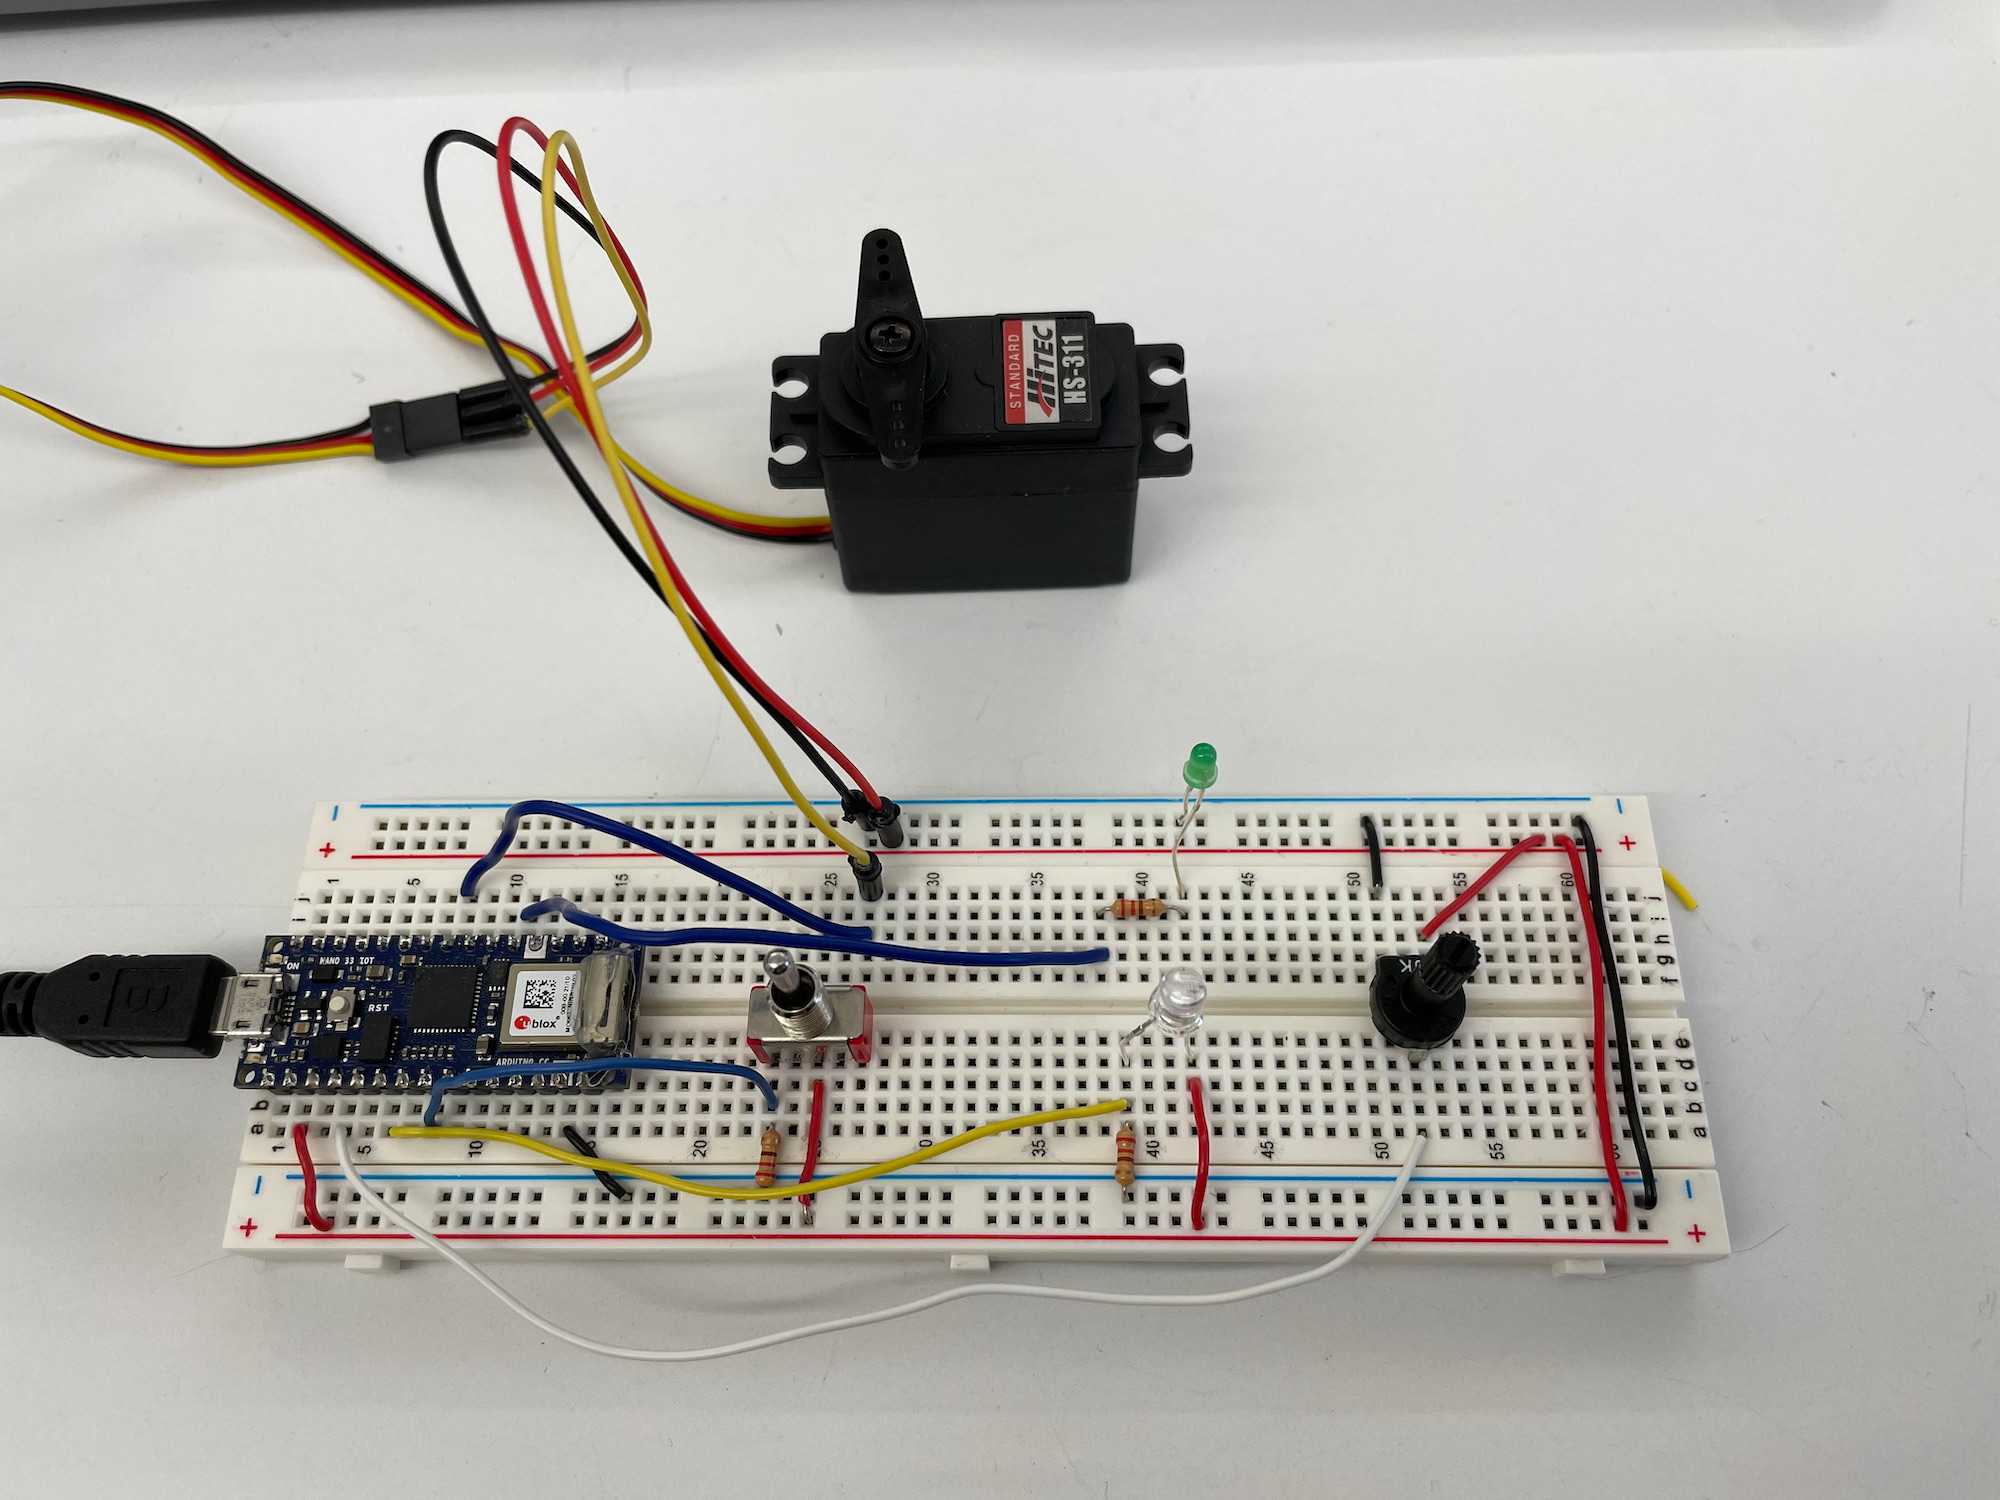 STANDARD
HiTEC
HS-311
− −
+ +
1 5 10 15 25 30 35 40 45 50 55 60
j j
i i
h
g
f
ON NANO 33 IOT
RST
ublox
ARDUINO.CC
K
B
L
e
d
c
b b
a a
1 5 10 20 30 35 40 45 50 55
− −
+ +